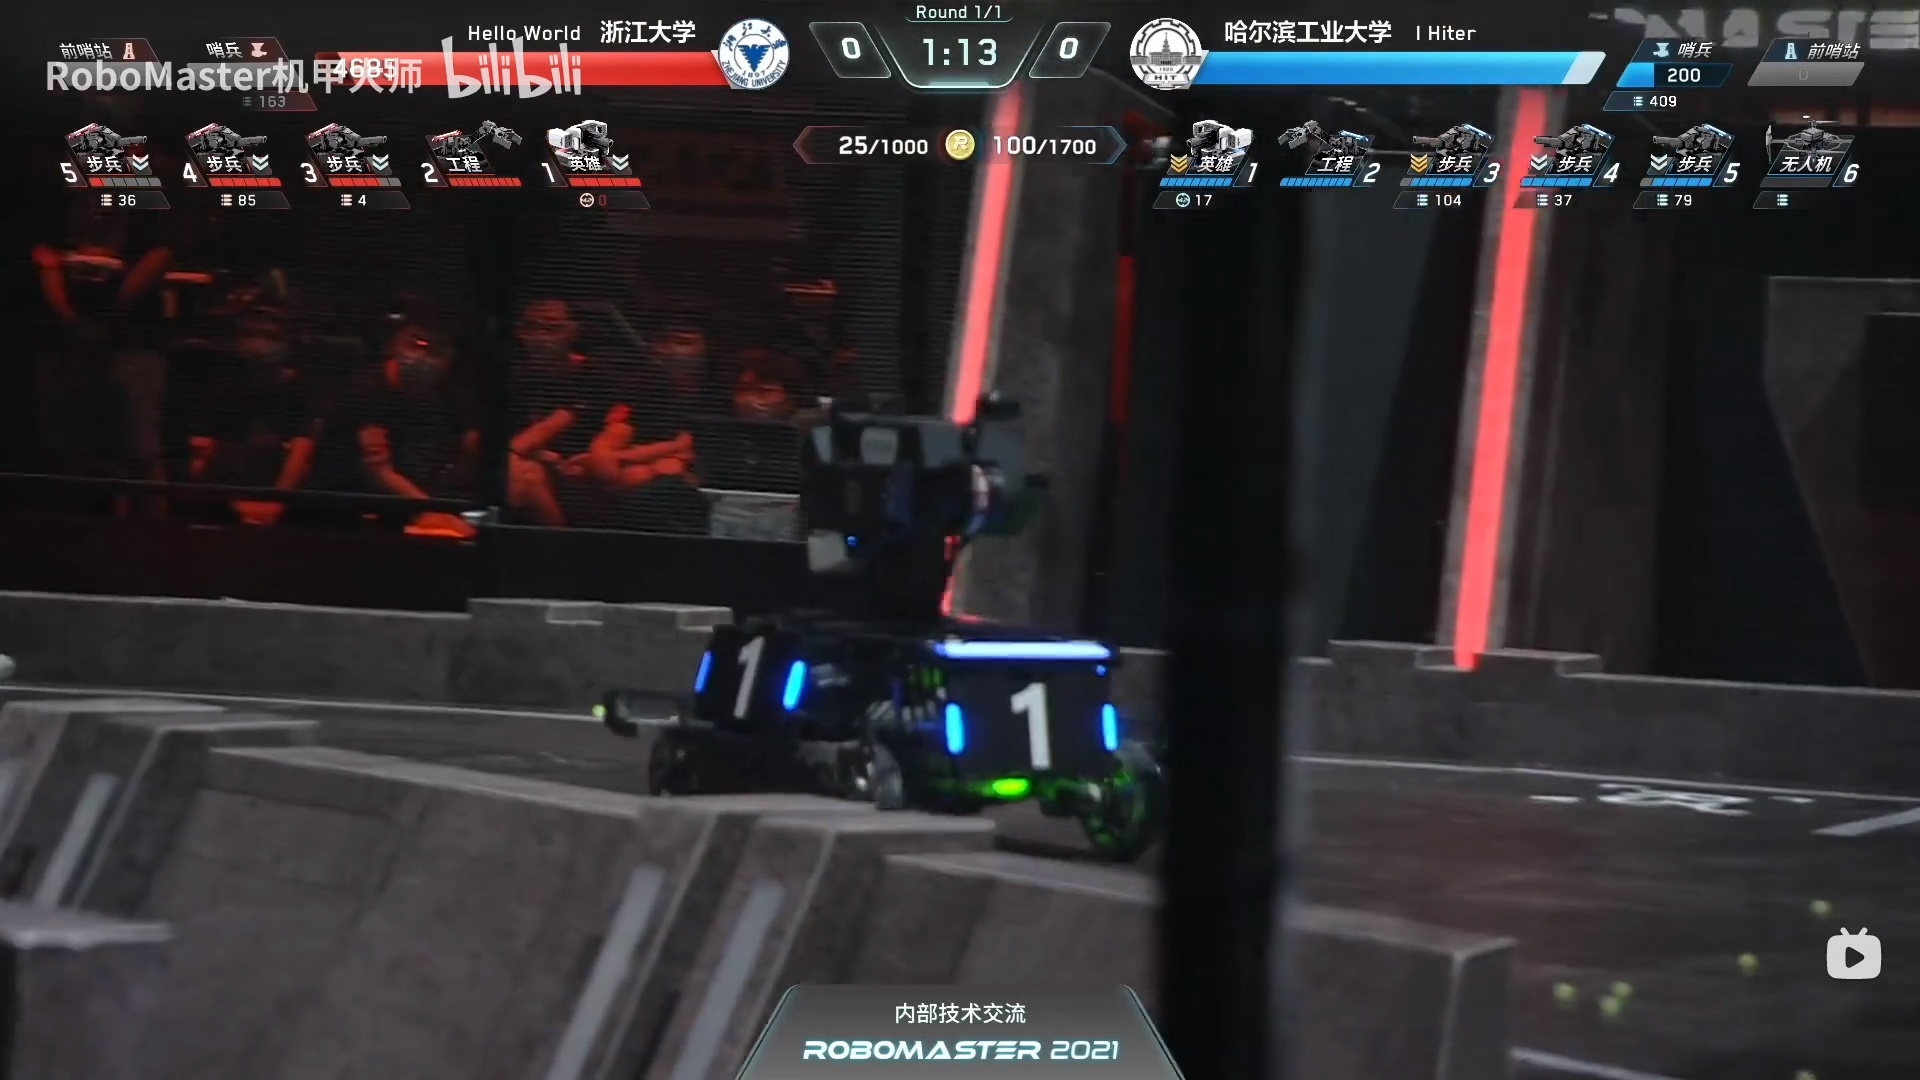 Round 1/1
Hello World 浙江大学
0
1:13
0
哈尔滨工业大学 I Hiter
前哨站
哨兵
4685
163
RoboMaster机甲大师 bilibili
哨兵
200
409
前哨站
0
25/1000
100/1700
5 步兵
36
4 步兵
85
3 步兵
4
2 工程
1 英雄
0
英雄 1
17
工程 2
步兵 3
104
步兵 4
37
步兵 5
79
无人机 6
1
1
内部技术交流
ROBOMASTER 2021